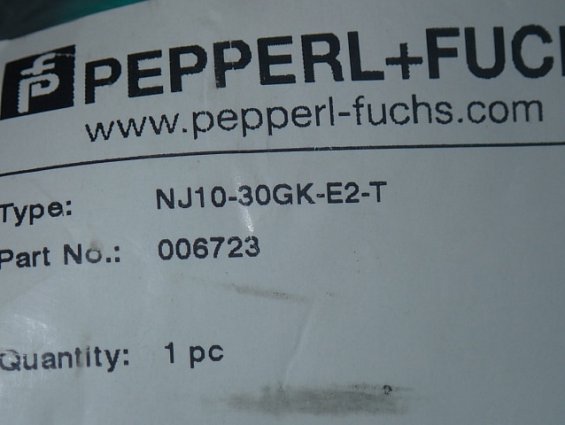 PEPPERL+FUC
www.pepperl-fuchs.com
Type: NJ10-30GK-E2-T
Part No.: 006723
Quantity: 1 pc